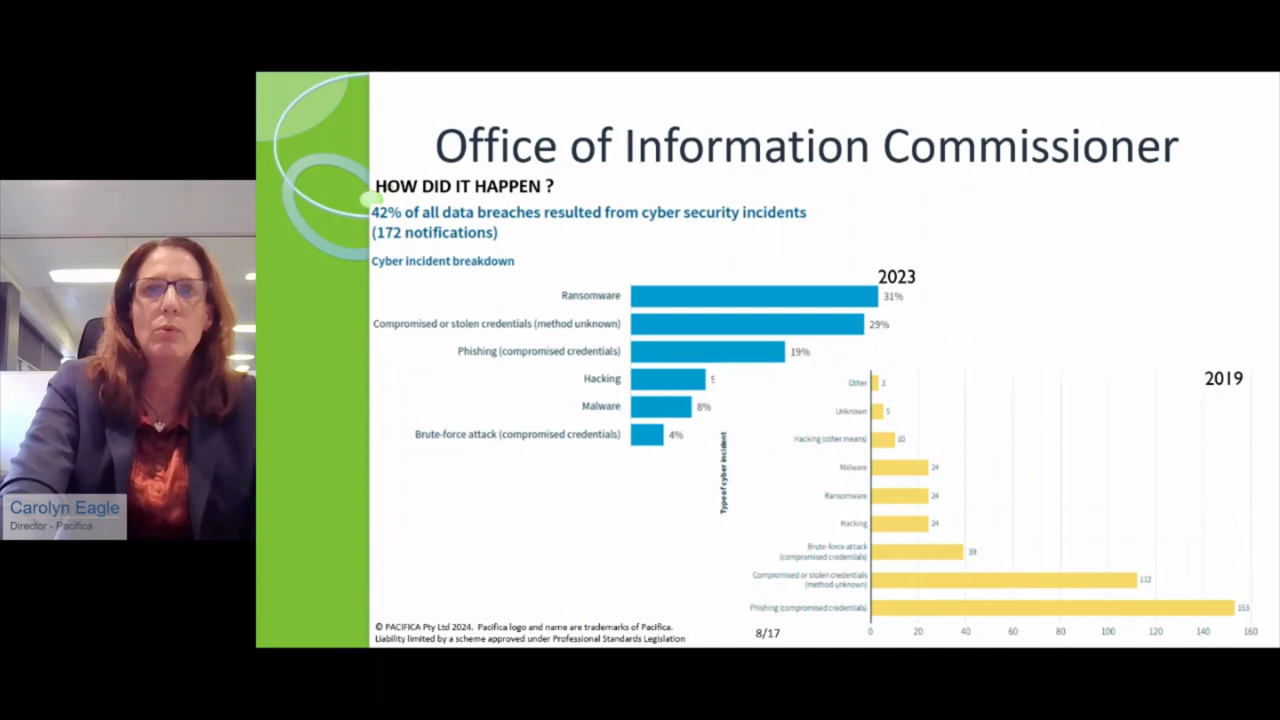 Office of Information Commissioner
HOW DID IT HAPPEN ?
42% of all data breaches resulted from cyber security incidents
(172 notifications)
Cyber incident breakdown
2023
Ransomware
31%
Compromised or stolen credentials (method unknown)
29%
Phishing (compromised credentials)
19%
Hacking
Malware
8%
Brute-force attack (compromised credentials)
4%
2019
Type of cyber incident
Other
3
Unknown
5
Hacking (other means)
10
Malware
24
Ransomware
24
Hacking
24
Brute-force attack
(compromised credentials)
39
Compromised or stolen credentials
(method unknown)
112
Phishing (compromised credentials)
153
0 20 40 60 80 100 120 140 160
Carolyn Eagle
Director - Pacifica
© PACIFICA Pty Ltd 2024. Pacifica logo and name are trademarks of Pacifica.
Liability limited by a scheme approved under Professional Standards Legislation
8/17